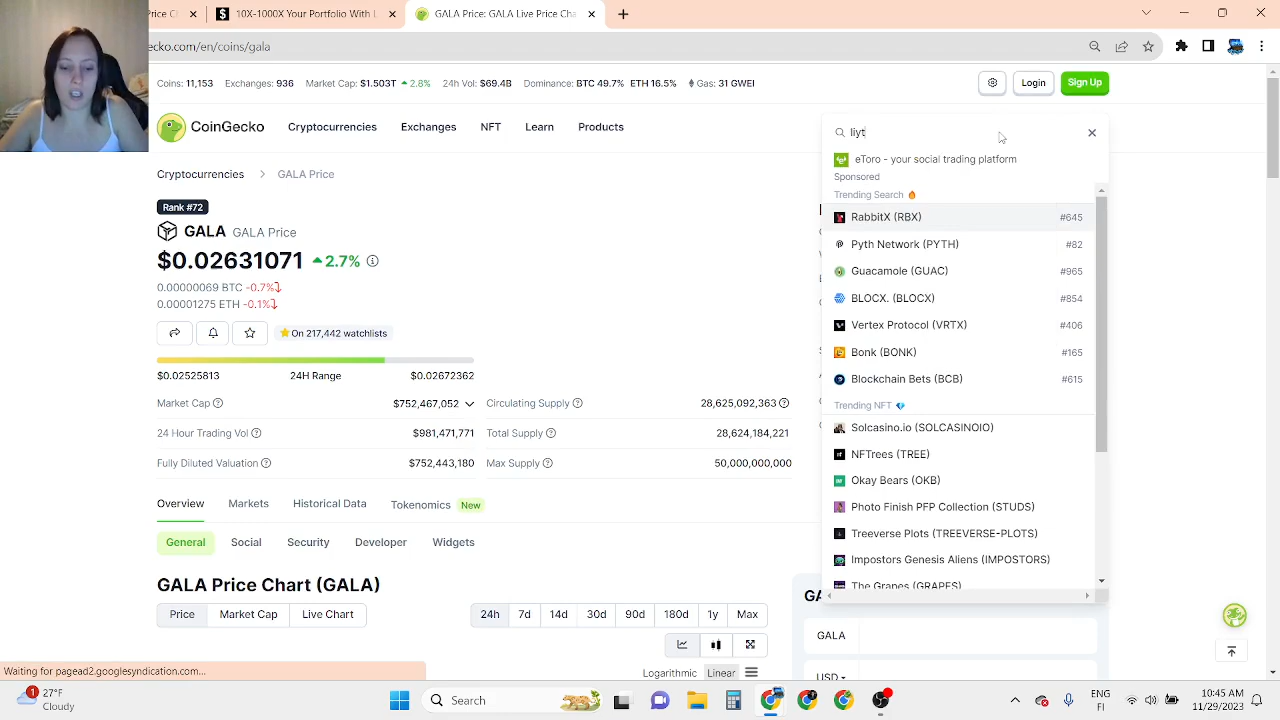 rice C
10X-1000X Portfolio With
GALA Price: GALA Live Price Cha
ecko.com/en/coins/gala
Coins: 11,153 Exchanges: 936 Market Cap: $1.503T 2.8% 24h Vol: $69.4B Dominance: BTC 49.7% ETH 16.5% Gas: 31 GWEI
Login
Sign Up
CoinGecko
Cryptocurrencies
Exchanges
NFT
Learn
Products
liyt
eToro - your social trading platform
Sponsored
Trending Search
RabbitX (RBX) #645
Pyth Network (PYTH) #82
Guacamole (GUAC) #965
BLOCX. (BLOCX) #854
Vertex Protocol (VRTX) #406
Bonk (BONK) #165
Blockchain Bets (BCB) #615
Trending NFT
Solcasino.io (SOLCASINOIO)
NFTrees (TREE)
Okay Bears (OKB)
Photo Finish PFP Collection (STUDS)
Treeverse Plots (TREEVERSE-PLOTS)
Impostors Genesis Aliens (IMPOSTORS)
The Grapes (GRAPES)
Cryptocurrencies > GALA Price
Rank #72
GALA GALA Price
$0.02631071 2.7%
0.00000069 BTC -0.7%
0.00001275 ETH -0.1%
On 217,442 watchlists
$0.02525813 24H Range $0.02672362
Market Cap $752,467,052 Circulating Supply 28,625,092,363
24 Hour Trading Vol $981,471,771 Total Supply 28,624,184,221
Fully Diluted Valuation $752,443,180 Max Supply 50,000,000,000
Overview Markets Historical Data Tokenomics New
General Social Security Developer Widgets
GALA Price Chart (GALA)
Price Market Cap Live Chart
24h 7d 14d 30d 90d 180d 1y Max
Logarithmic Linear
GA
GALA
USD
Waiting for pagead2.googlesyndication.com...
1
27°F
Cloudy
Search
ENG
FI
10:45 AM
11/29/2023